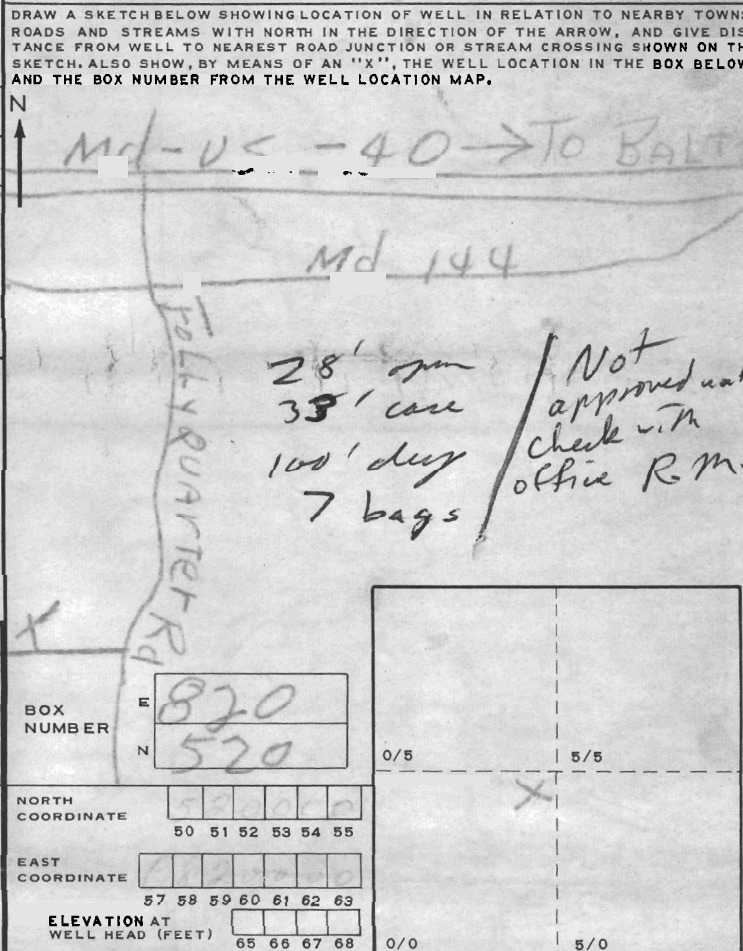 DRAW A SKETCH BELOW SHOWING LOCATION OF WELL IN RELATION TO NEARBY TOWNS
ROADS AND STREAMS WITH NORTH IN THE DIRECTION OF THE ARROW, AND GIVE DIS
TANCE FROM WELL TO NEAREST ROAD JUNCTION OR STREAM CROSSING SHOWN ON TH
SKETCH. ALSO SHOW, BY MEANS OF AN "X", THE WELL LOCATION IN THE BOX BELOW
AND THE BOX NUMBER FROM THE WELL LOCATION MAP.
N
Md - -40 → TO BALT
Md 144
28'
33' case
100' deep
7 bags
Not
approved
check with
office R.M.
QUARTER Rd
X
BOX
NUMBER
E 820
N 520
0/5 5/5
X
NORTH
COORDINATE
50 51 52 53 54 55
EAST
COORDINATE
57 58 59 60 61 62 63
ELEVATION AT
WELL HEAD (FEET)
65 66 67 68
0/0 5/0